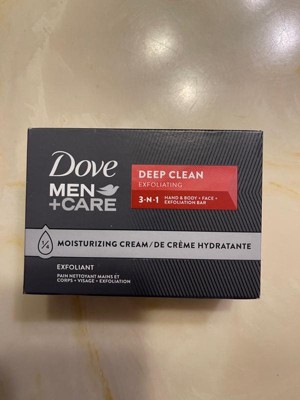 Dove
MEN
+CARE
DEEP CLEAN
EXFOLIATING
3-N-1 HAND & BODY + FACE +
EXFOLIATION BAR
1/4 MOISTURIZING CREAM/DE CRÈME HYDRATANTE
EXFOLIANT
PAIN NETTOYANT MAINS ET
CORPS + VISAGE + EXFOLIATION